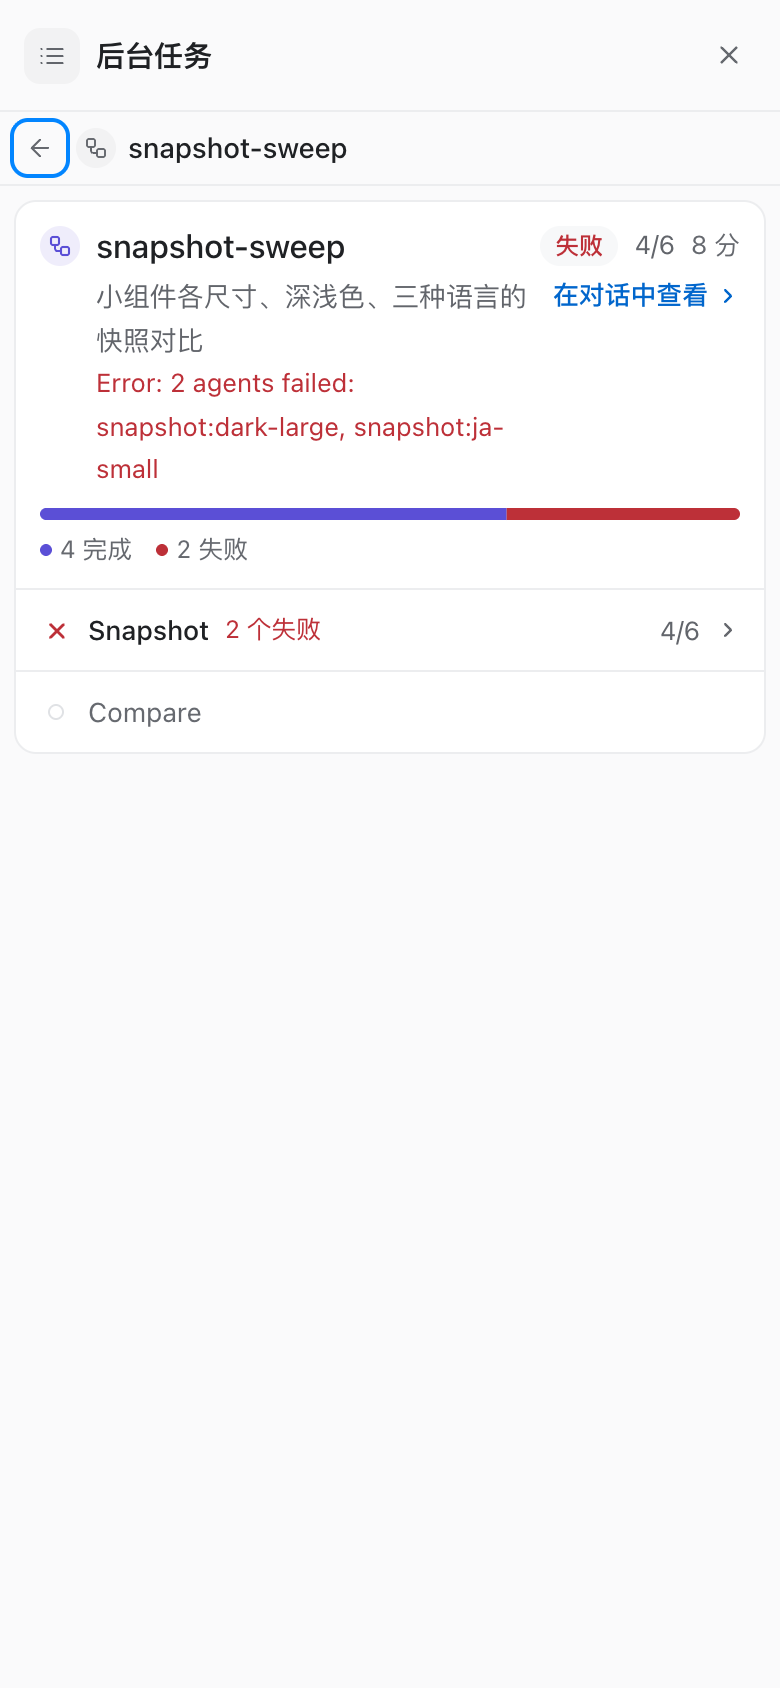 后台任务
snapshot-sweep
snapshot-sweep 失败 4/6 8 分
小组件各尺寸、深浅色、三种语言的 在对话中查看
快照对比
Error: 2 agents failed:
snapshot:dark-large, snapshot:ja-
small
4 完成 2 失败
Snapshot 2 个失败 4/6
Compare